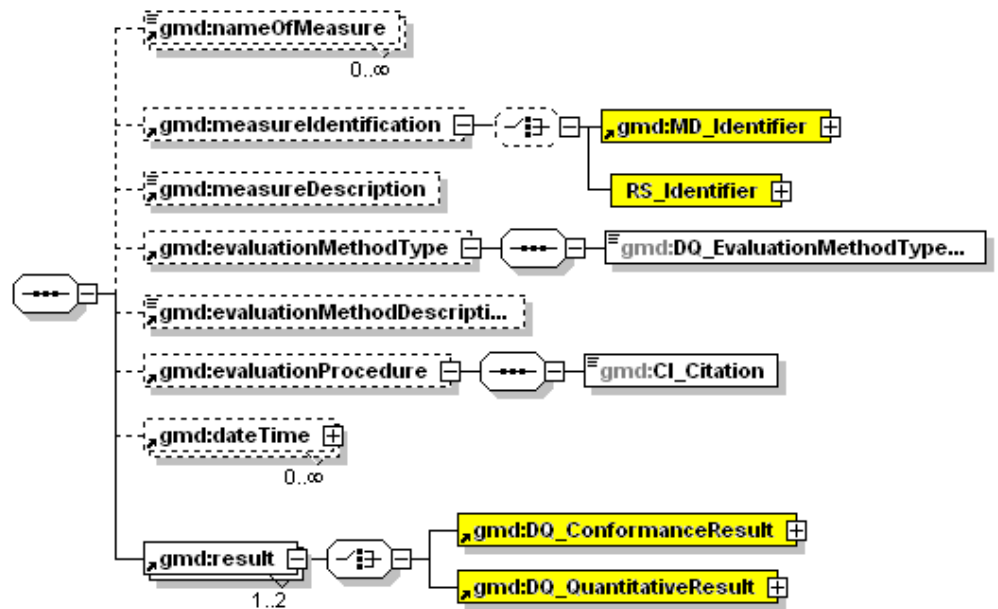 gmd:nameOfMeasure
0..∞
gmd:measureIdentification
gmd:MD_Identifier
RS_Identifier
gmd:measureDescription
gmd:evaluationMethodType
gmd:DQ_EvaluationMethodType...
gmd:evaluationMethodDescripti...
gmd:evaluationProcedure
gmd:CI_Citation
gmd:dateTime
0..∞
gmd:result
1..2
gmd:DQ_ConformanceResult
gmd:DQ_QuantitativeResult